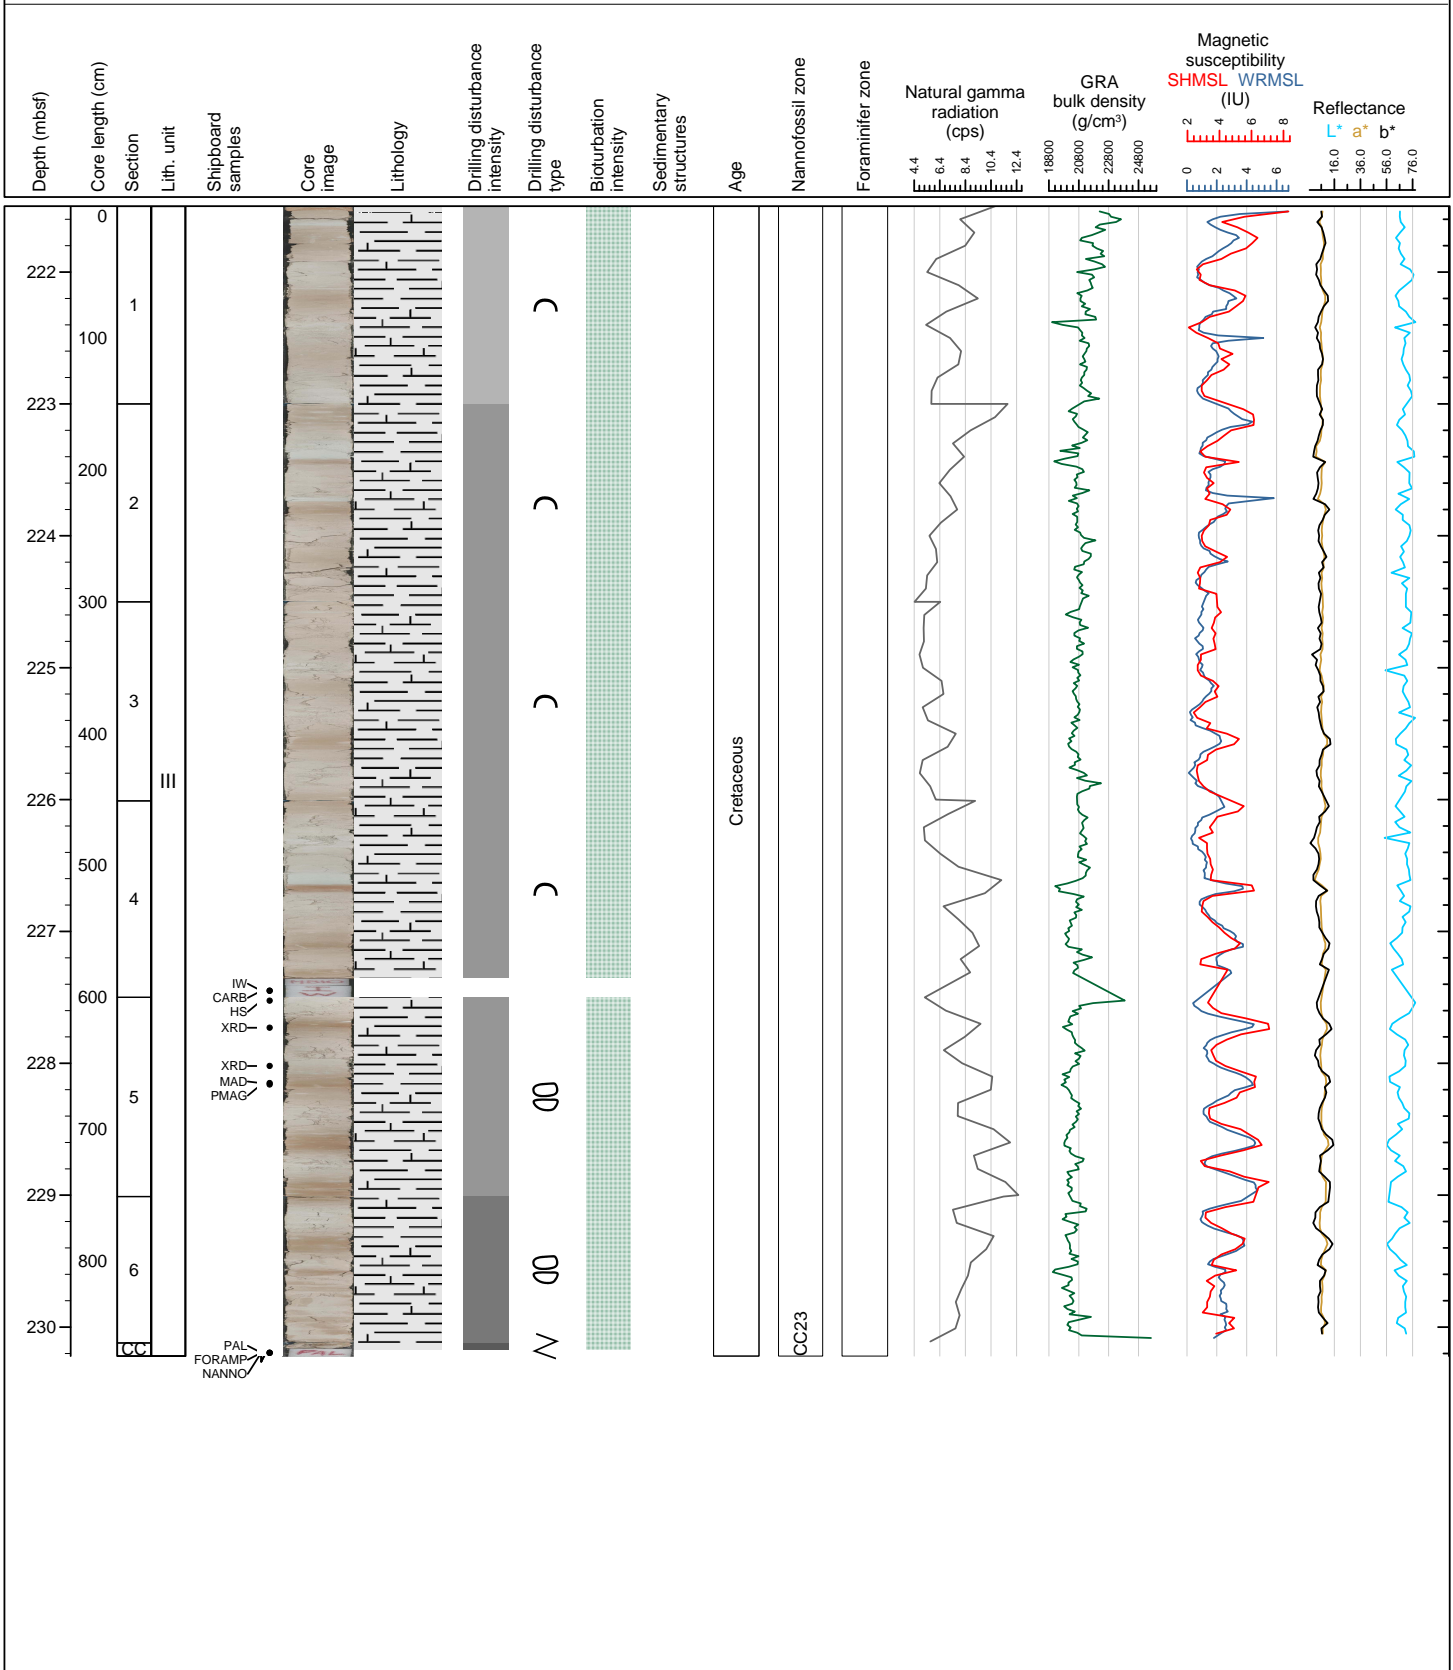 Depth (mbsf)
Core length (cm)
Section
Lith. unit
Shipboard
samples
Core
image
Lithology
Drilling disturbance
intensity
Drilling disturbance
type
Bioturbation
intensity
Sedimentary
structures
Age
Nannofossil zone
Foraminifer zone
Natural gamma
radiation
(cps)
4.4 6.4 8.4 10.4 12.4
GRA
bulk density
(g/cm³)
18800 20800 22800 24800
Magnetic
susceptibility
SHMSL WRMSL
(IU)
2 4 6 8
0 2 4 6
Reflectance
L* a* b*
16.0 36.0 56.0 76.0
0
222
1
100
223
200
2
224
300
225
3
400
III
226
Cretaceous
500
4
227
IW
CARB
600
HS
XRD
228
XRD
MAD
5
PMAG
700
229
800
6
230
CC23
PAL
CC
PAL
FORAMP
NANNO